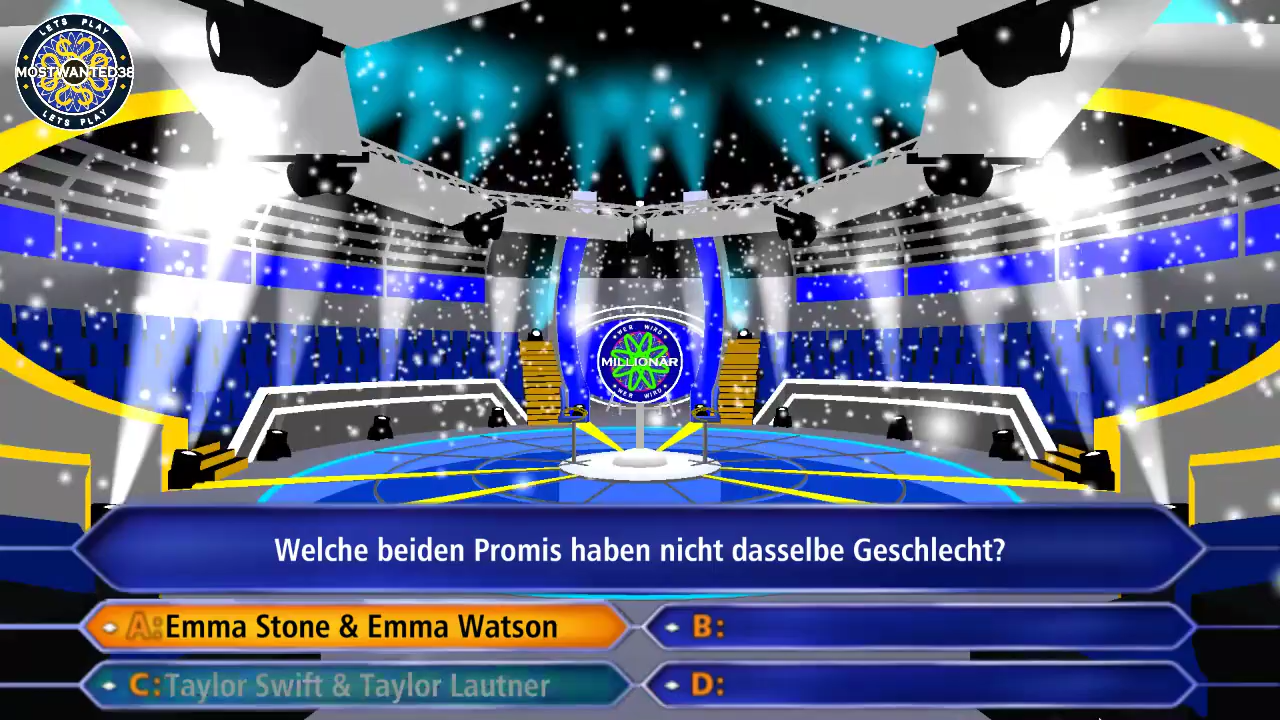 LETS PLAY
MOSTWANTED38
LETS PLAY
WER WIRD
MILLIONÄR
WER WIRD
Welche beiden Promis haben nicht dasselbe Geschlecht?
A: Emma Stone & Emma Watson
B:
C: Taylor Swift & Taylor Lautner
D: